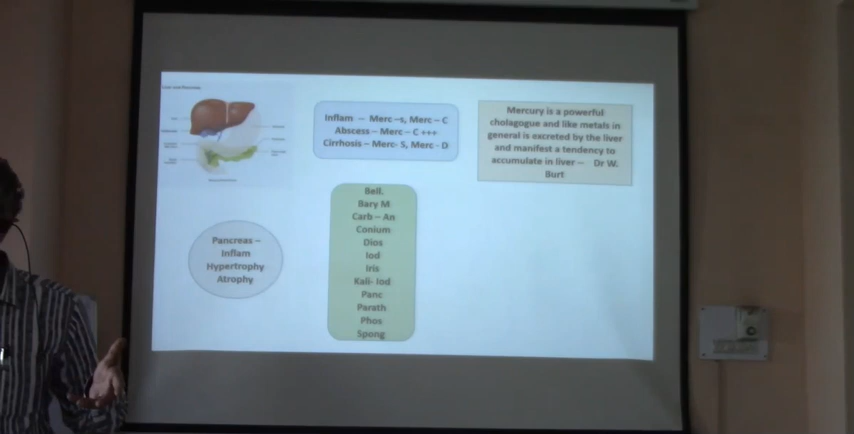 Inflam – Merc –s, Merc – C
Abscess – Merc – C +++
Cirrhosis – Merc- S, Merc - D
Mercury is a powerful
cholagogue and like metals in
general is excreted by the liver
and manifest a tendency to
accumulate in liver – Dr W.
Burt
Pancreas –
Inflam
Hypertrophy
Atrophy
Bell.
Bary M
Carb – An
Conium
Dios
Iod
Iris
Kali- Iod
Panc
Parath
Phos
Spong